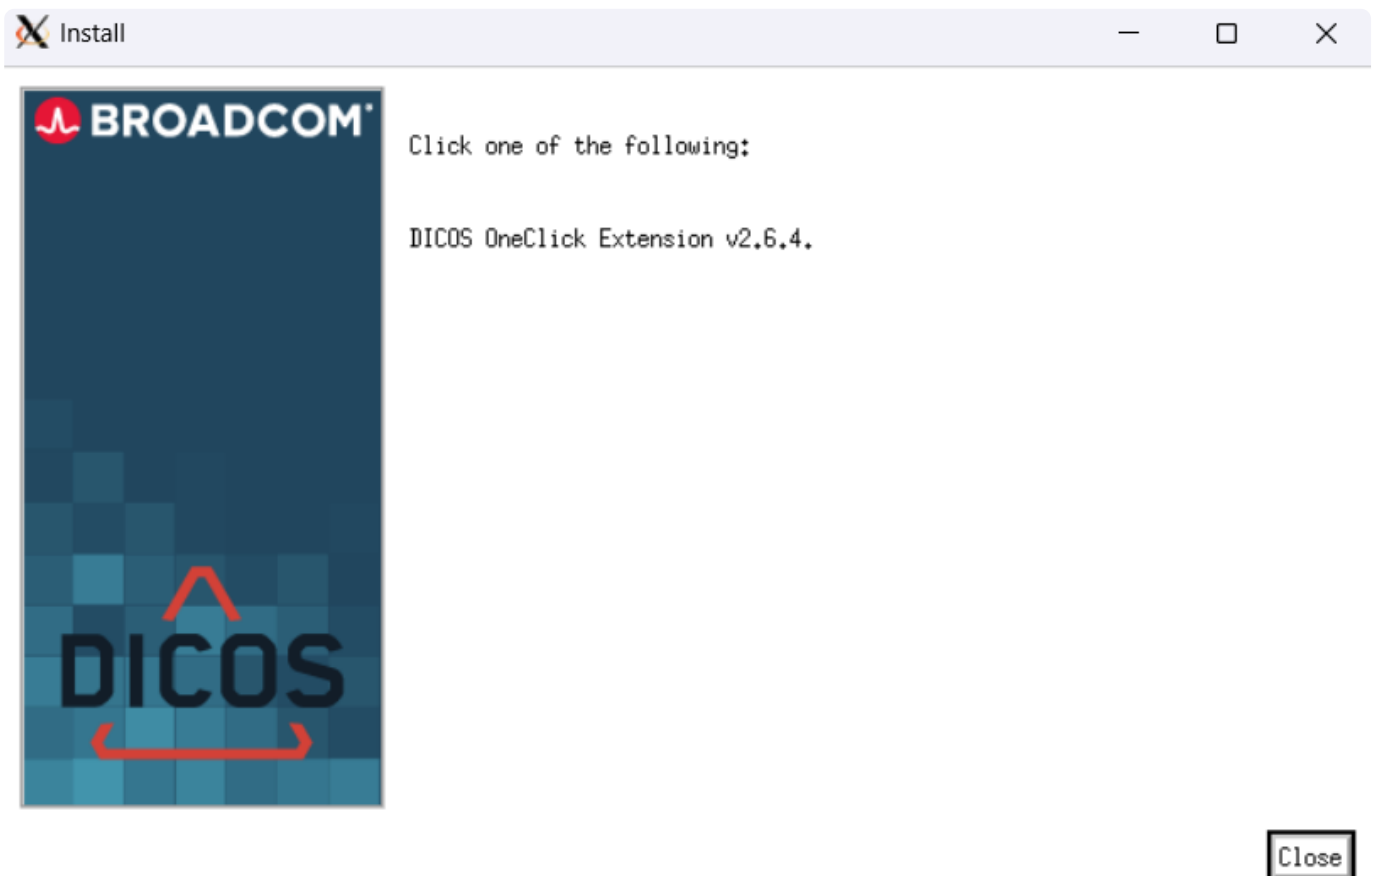 Install
BROADCOM®
Click one of the following:
DICOS OneClick Extension v2.6.4.
DICOS
Close